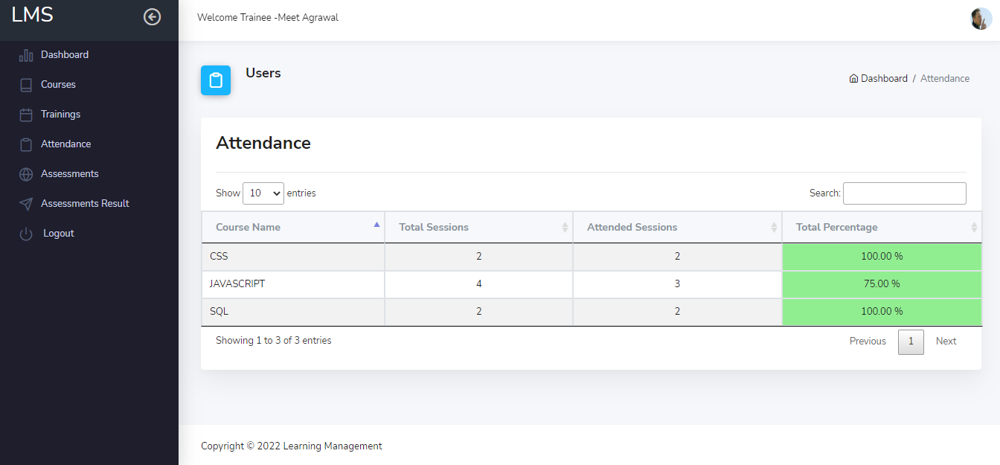 LMS
Welcome Trainee -Meet Agrawal
Dashboard
Courses
Trainings
Attendance
Assessments
Assessments Result
Logout
Users
Dashboard / Attendance
Attendance
Show 10 entries
Search:
Course Name Total Sessions Attended Sessions Total Percentage
CSS 2 2 100.00 %
JAVASCRIPT 4 3 75.00 %
SQL 2 2 100.00 %
Showing 1 to 3 of 3 entries
Previous 1 Next
Copyright © 2022 Learning Management